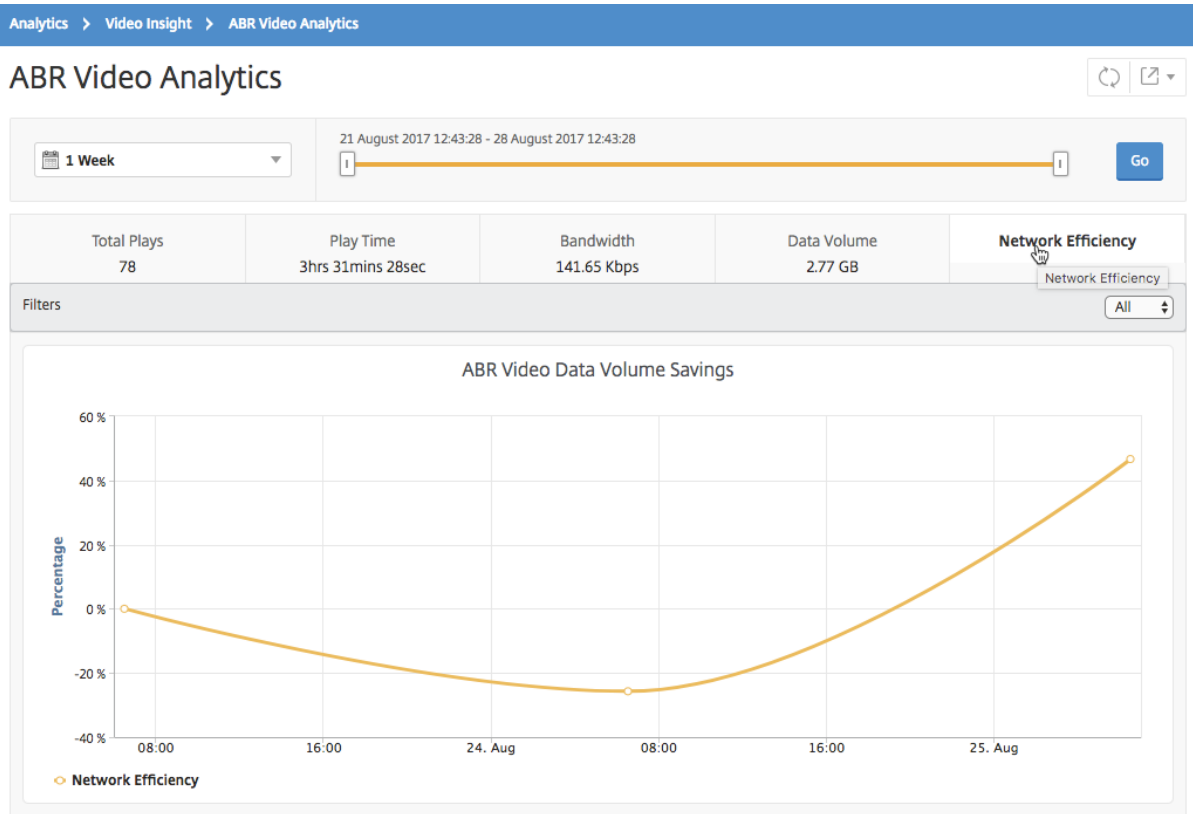 Analytics > Video Insight > ABR Video Analytics
ABR Video Analytics
21 August 2017 12:43:28 - 28 August 2017 12:43:28
1 Week
Go
Total Plays Play Time Bandwidth Data Volume Network Efficiency
78 3hrs 31mins 28sec 141.65 Kbps 2.77 GB
Network Efficiency
Filters All
ABR Video Data Volume Savings
60 %
40 %
20 %
0 %
-20 %
-40 %
Percentage
08:00 16:00 24. Aug 08:00 16:00 25. Aug
Network Efficiency